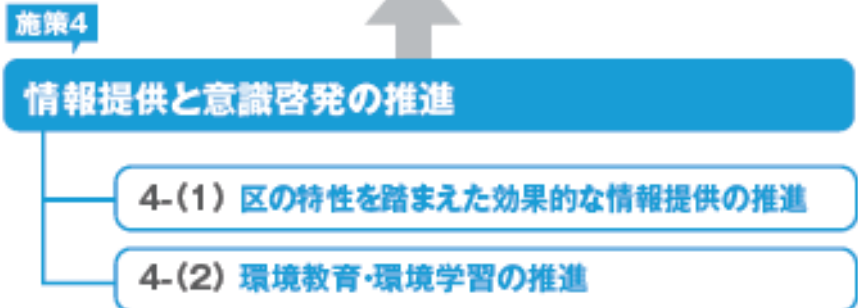 施策4
情報提供と意識啓発の推進
4-(1) 区の特性を踏まえた効果的な情報提供の推進
4-(2) 環境教育・環境学習の推進